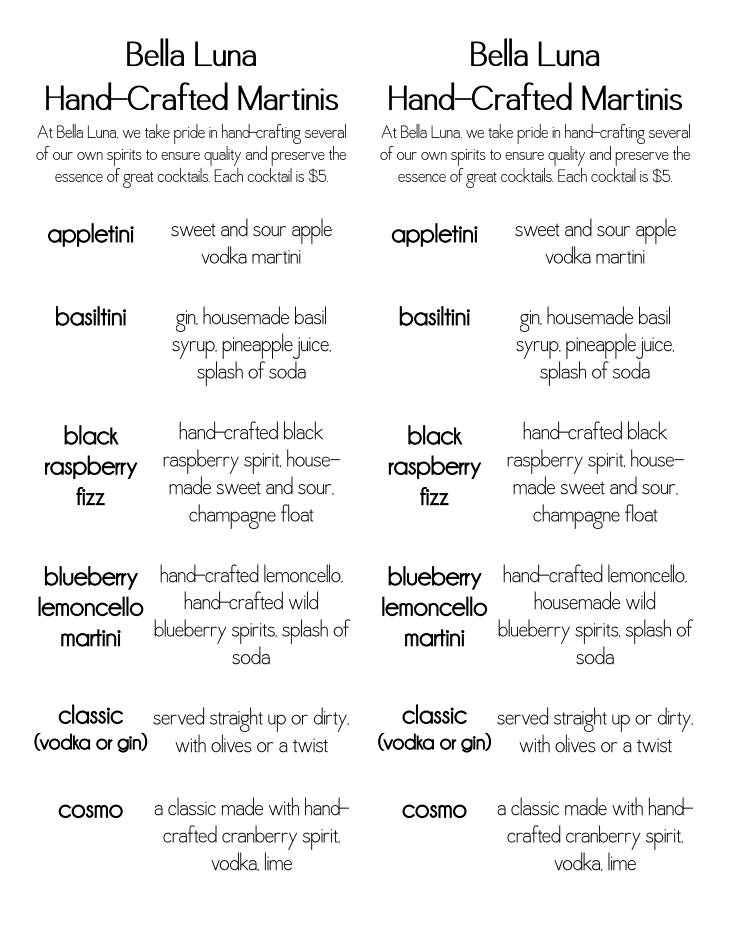 Bella Luna
Hand-Crafted Martinis
At Bella Luna, we take pride in hand-crafting several
of our own spirits to ensure quality and preserve the
essence of great cocktails. Each cocktail is $5.
appletini
sweet and sour apple
vodka martini
basiltini
gin, housemade basil
syrup, pineapple juice,
splash of soda
black
raspberry
fizz
hand-crafted black
raspberry spirit, house-
made sweet and sour,
champagne float
blueberry
lemoncello
martini
hand-crafted lemoncello,
hand-crafted wild
blueberry spirits, splash of
soda
classic
(vodka or gin)
served straight up or dirty,
with olives or a twist
cosmo
a classic made with hand-
crafted cranberry spirit,
vodka, lime
Bella Luna
Hand-Crafted Martinis
At Bella Luna, we take pride in hand-crafting several
of our own spirits to ensure quality and preserve the
essence of great cocktails. Each cocktail is $5.
appletini
sweet and sour apple
vodka martini
basiltini
gin, housemade basil
syrup, pineapple juice,
splash of soda
black
raspberry
fizz
hand-crafted black
raspberry spirit, house-
made sweet and sour,
champagne float
blueberry
lemoncello
martini
hand-crafted lemoncello,
housemade wild
blueberry spirits, splash of
soda
classic
(vodka or gin)
served straight up or dirty,
with olives or a twist
cosmo
a classic made with hand-
crafted cranberry spirit,
vodka, lime